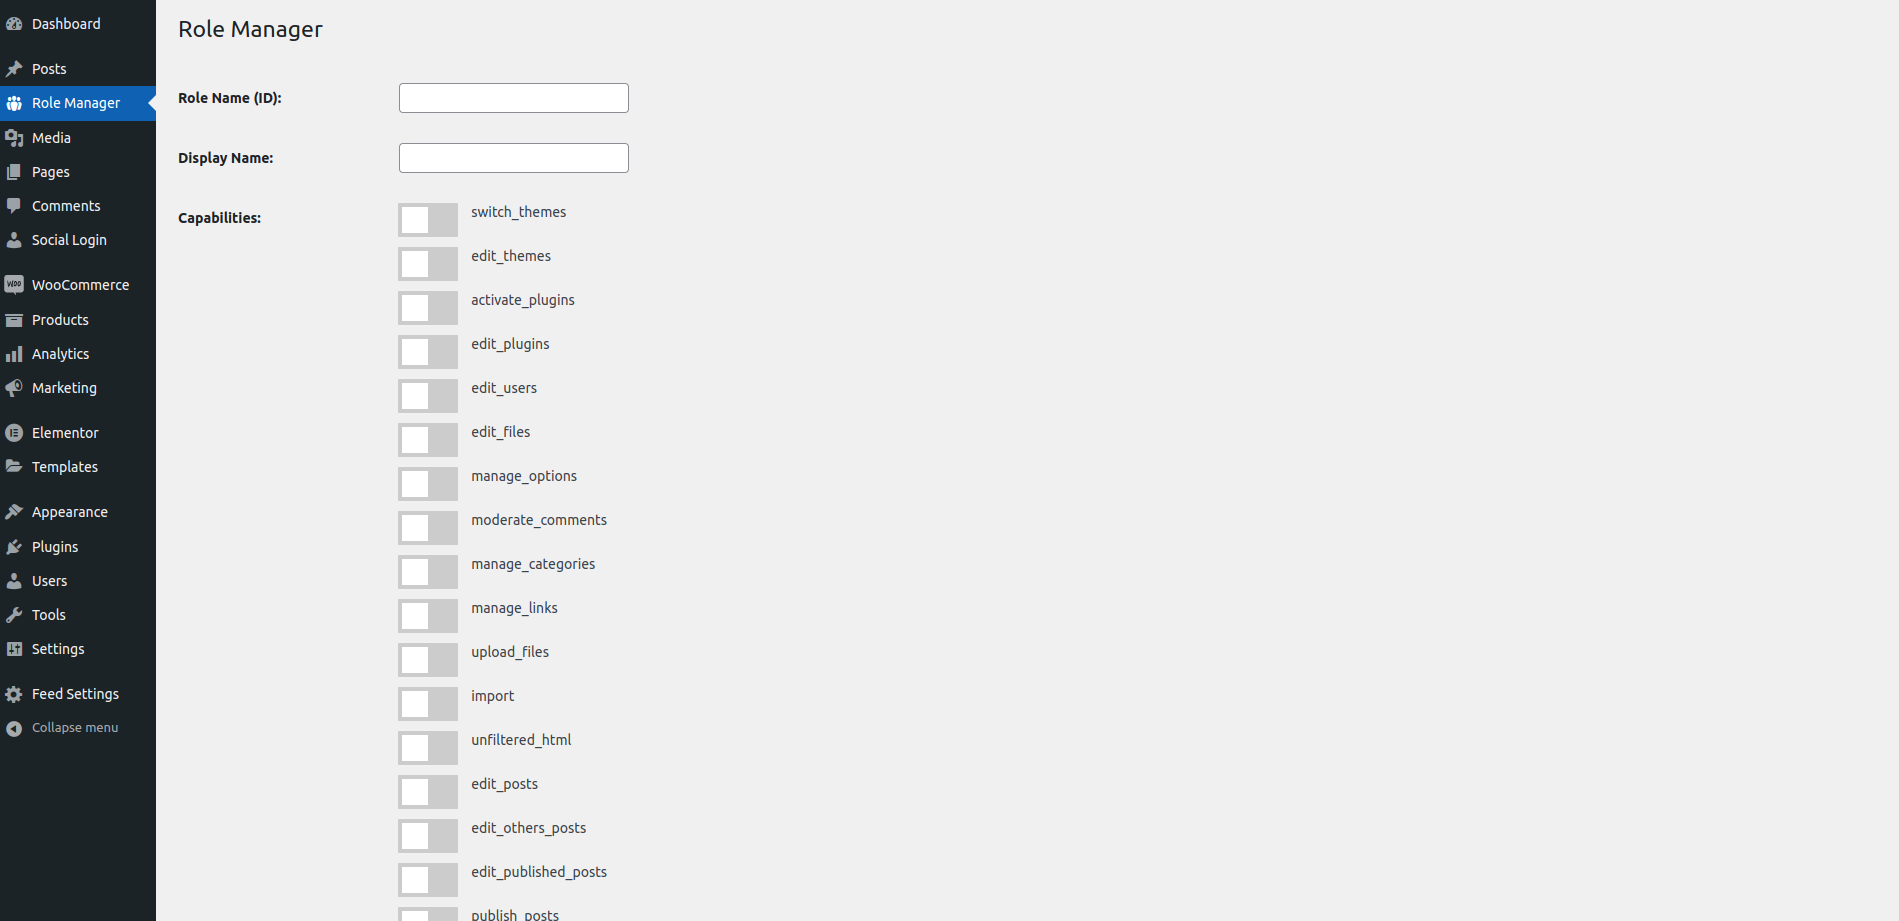 Dashboard
Posts
Role Manager
Media
Pages
Comments
Social Login
WooCommerce
Products
Analytics
Marketing
Elementor
Templates
Appearance
Plugins
Users
Tools
Settings
Feed Settings
Collapse menu
Role Manager
Role Name (ID):
Display Name:
Capabilities:
switch_themes
edit_themes
activate_plugins
edit_plugins
edit_users
edit_files
manage_options
moderate_comments
manage_categories
manage_links
upload_files
import
unfiltered_html
edit_posts
edit_others_posts
edit_published_posts
publish_posts